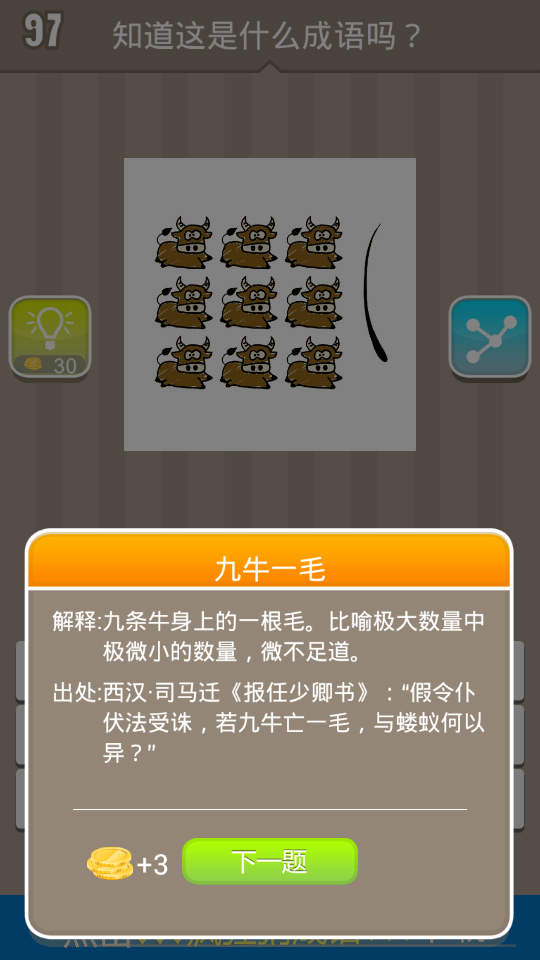 97
知道这是什么成语吗？
30
九牛一毛
解释:九条牛身上的一根毛。比喻极大数量中
极微小的数量，微不足道。
出处:西汉·司马迁《报任少卿书》：“假令仆
伏法受诛，若九牛亡一毛，与蝼蚁何以
异？”
+3
下一题